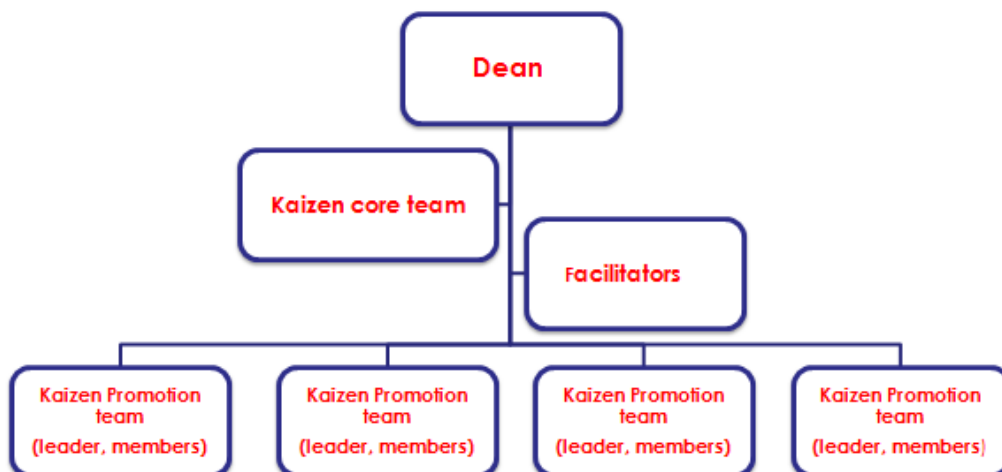 Dean
Kaizen core team
Facilitators
Kaizen Promotion
team
(leader, members)
Kaizen Promotion
team
(leader, members)
Kaizen Promotion
team
(leader, members)
Kaizen Promotion
team
(leader, members)